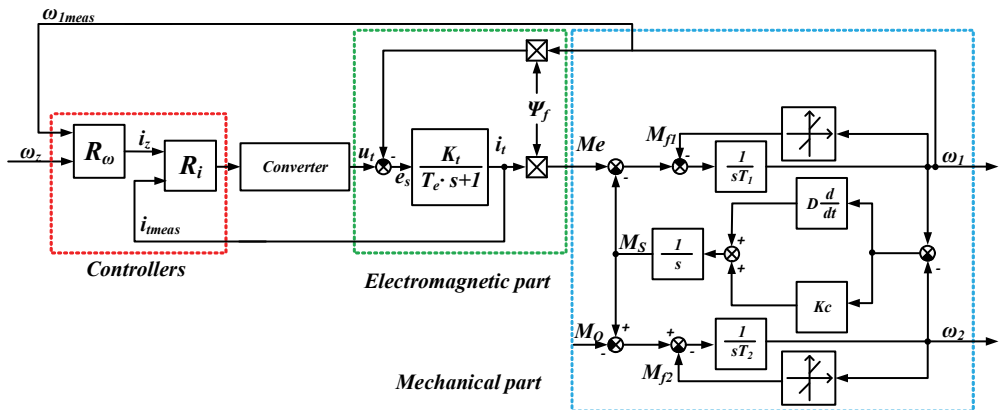 ω1meas
ωz
Rω
iz
Ri
itmeas
Controllers
Converter
ut
-
es
Kt
Te· s+1
it
Ψf
Electromagnetic part
Me
-
Mf1
-
1
sT1
ω1
D d
dt
MS
1
s
+
+
Kc
-
MO
+
-
+
-
Mf2
1
sT2
ω2
Mechanical part